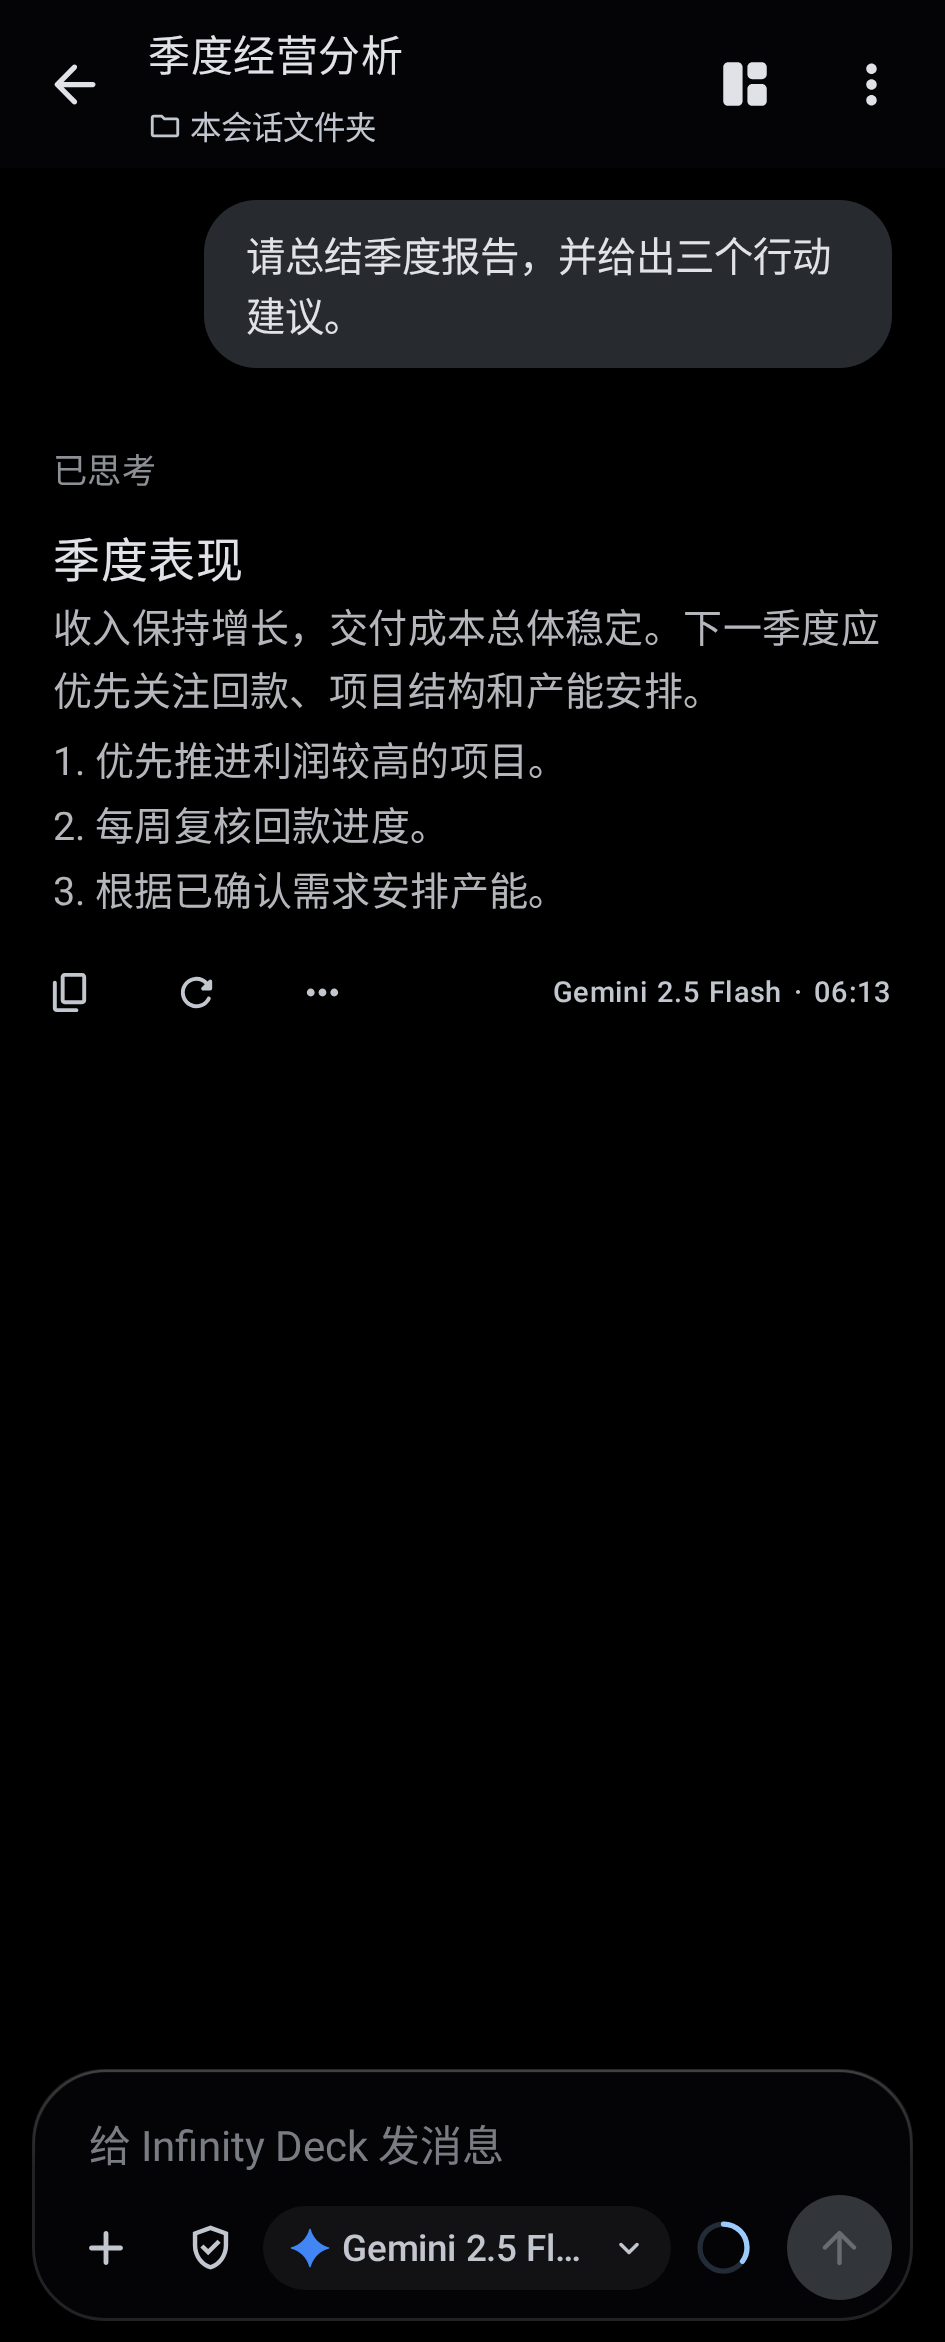 季度经营分析
本会话文件夹
请总结季度报告，并给出三个行动
建议。
已思考
季度表现
收入保持增长，交付成本总体稳定。下一季度应
优先关注回款、项目结构和产能安排。
1. 优先推进利润较高的项目。
2. 每周复核回款进度。
3. 根据已确认需求安排产能。
Gemini 2.5 Flash · 06:13
给 Infinity Deck 发消息
Gemini 2.5 Fl...